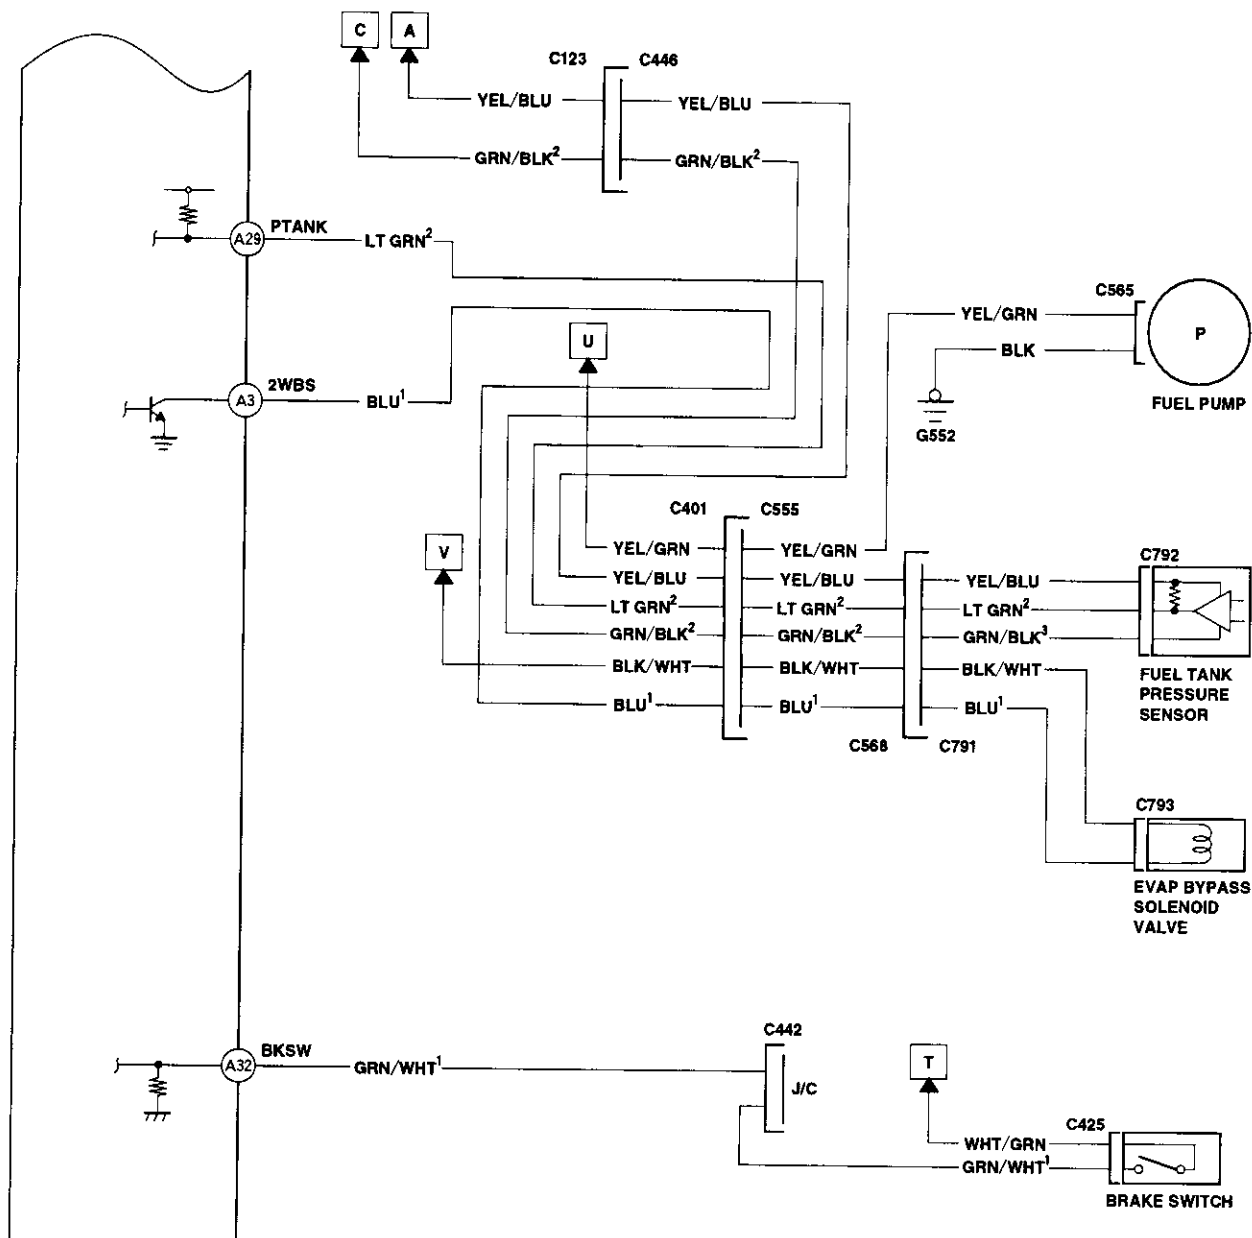 C A
C123 C446
YEL/BLU YEL/BLU
GRN/BLK² GRN/BLK²
A29 PTANK
LT GRN²
C565
YEL/GRN
P
BLK
FUEL PUMP
G552
U
A3 2WBS
BLU¹
C401 C555
V
YEL/GRN YEL/GRN
YEL/BLU YEL/BLU YEL/BLU
LT GRN² LT GRN² LT GRN²
GRN/BLK² GRN/BLK² GRN/BLK³
BLK/WHT BLK/WHT BLK/WHT
BLU¹ BLU¹ BLU¹
C568 C791
C792
FUEL TANK
PRESSURE
SENSOR
C793
EVAP BYPASS
SOLENOID
VALVE
A32 BKSW
GRN/WHT¹
C442
J/C
T
C425
WHT/GRN
GRN/WHT¹
BRAKE SWITCH